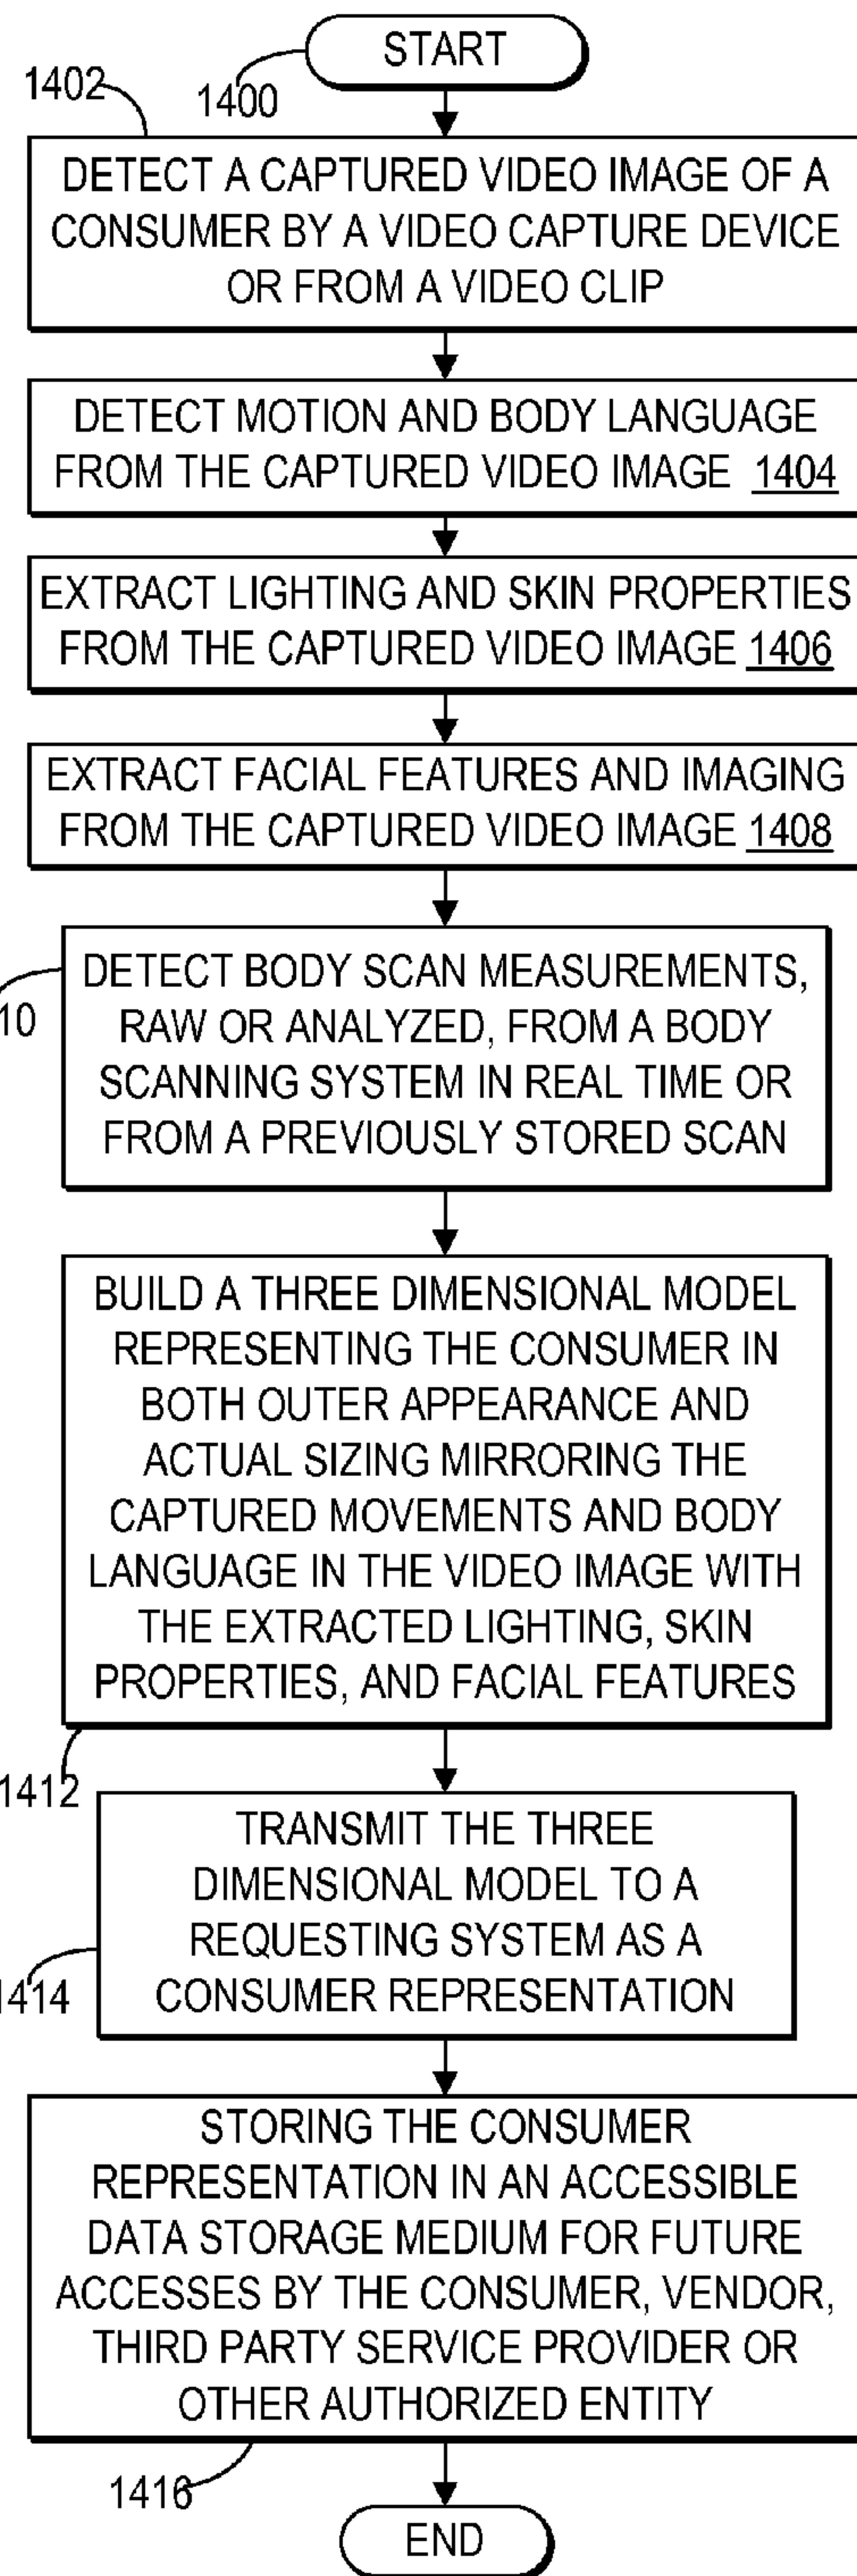 START
1400
1402
DETECT A CAPTURED VIDEO IMAGE OF A
CONSUMER BY A VIDEO CAPTURE DEVICE
OR FROM A VIDEO CLIP
DETECT MOTION AND BODY LANGUAGE
FROM THE CAPTURED VIDEO IMAGE 1404
EXTRACT LIGHTING AND SKIN PROPERTIES
FROM THE CAPTURED VIDEO IMAGE 1406
EXTRACT FACIAL FEATURES AND IMAGING
FROM THE CAPTURED VIDEO IMAGE 1408
10
DETECT BODY SCAN MEASUREMENTS,
RAW OR ANALYZED, FROM A BODY
SCANNING SYSTEM IN REAL TIME OR
FROM A PREVIOUSLY STORED SCAN
BUILD A THREE DIMENSIONAL MODEL
REPRESENTING THE CONSUMER IN
BOTH OUTER APPEARANCE AND
ACTUAL SIZING MIRRORING THE
CAPTURED MOVEMENTS AND BODY
LANGUAGE IN THE VIDEO IMAGE WITH
THE EXTRACTED LIGHTING, SKIN
PROPERTIES, AND FACIAL FEATURES
1412
TRANSMIT THE THREE
DIMENSIONAL MODEL TO A
REQUESTING SYSTEM AS A
CONSUMER REPRESENTATION
1414
STORING THE CONSUMER
REPRESENTATION IN AN ACCESSIBLE
DATA STORAGE MEDIUM FOR FUTURE
ACCESSES BY THE CONSUMER, VENDOR,
THIRD PARTY SERVICE PROVIDER OR
OTHER AUTHORIZED ENTITY
1416
END